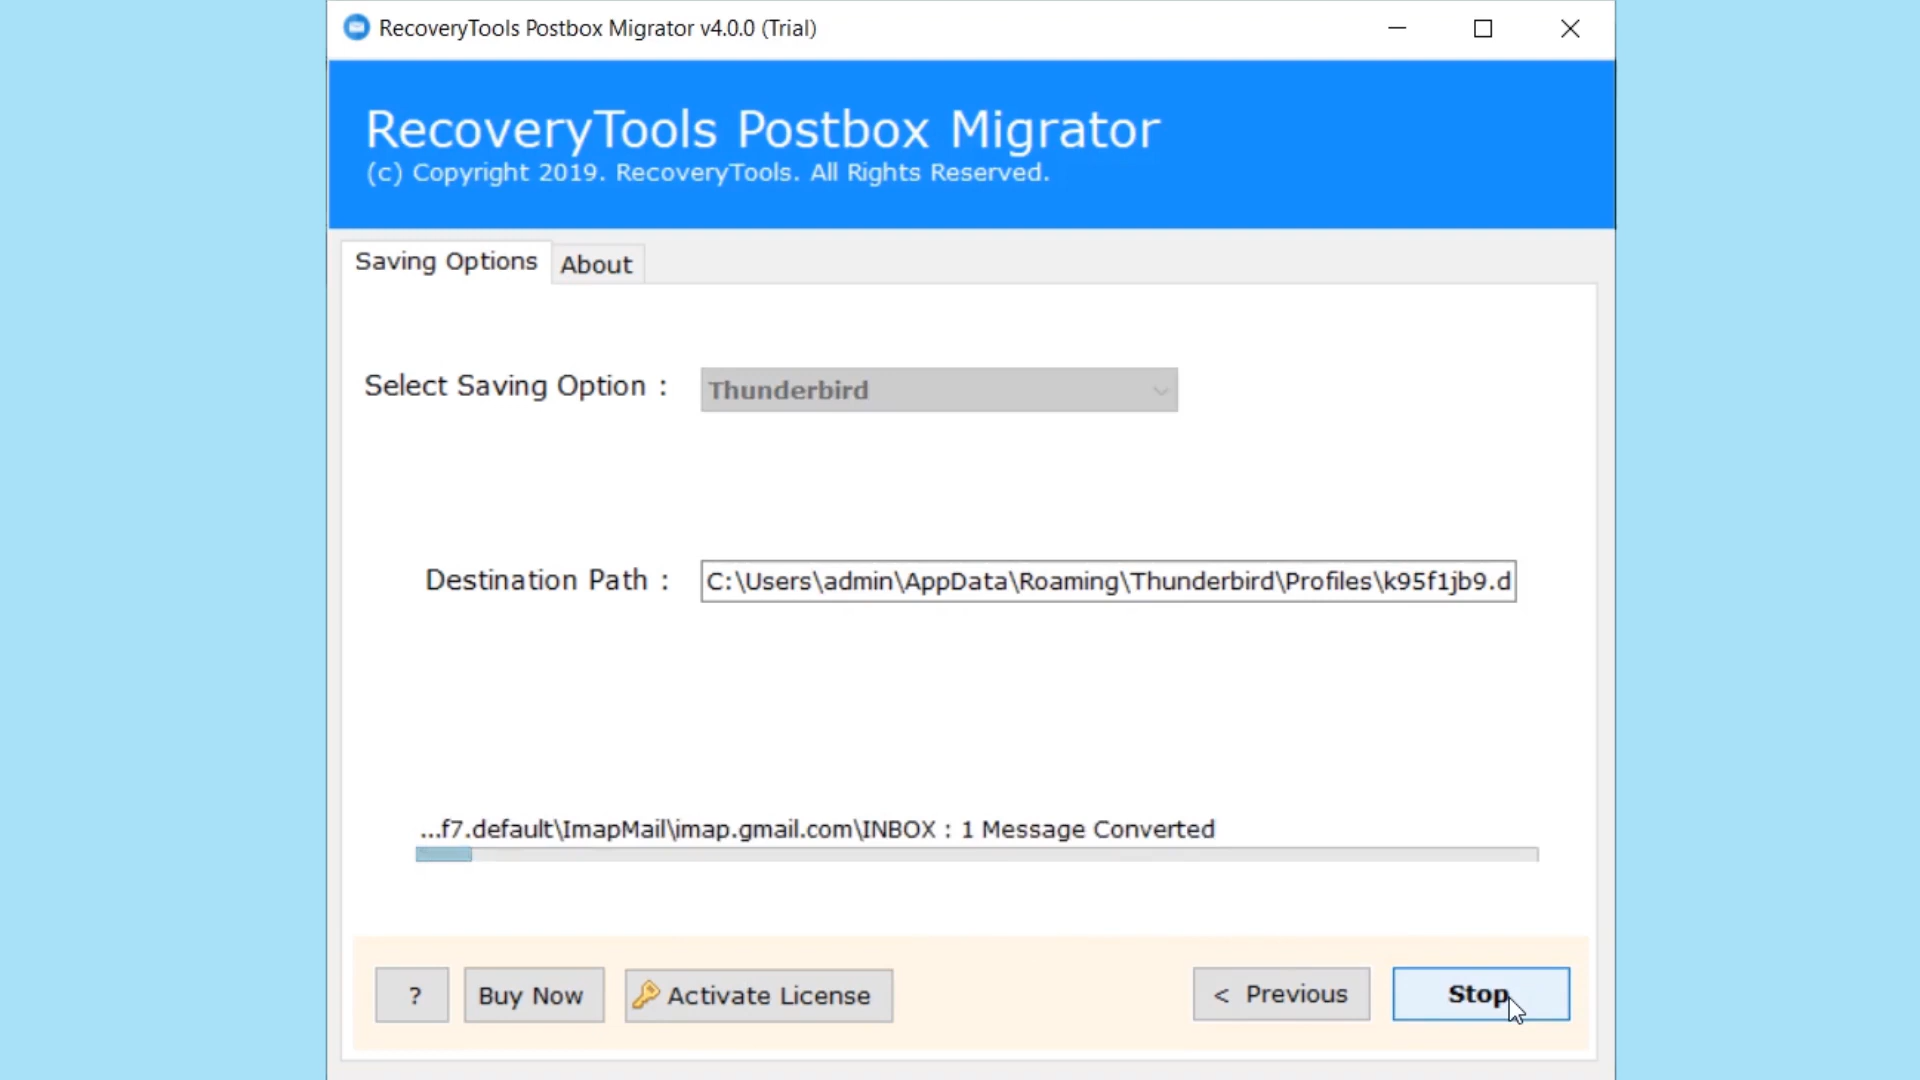 RecoveryTools Postbox Migrator v4.0.0 (Trial)
RecoveryTools Postbox Migrator
(c) Copyright 2019. RecoveryTools. All Rights Reserved.
Saving Options
About
Select Saving Option :
Thunderbird
Destination Path :
C:\Users\admin\AppData\Roaming\Thunderbird\Profiles\k95f1jb9.d
...f7.default\ImapMail\imap.gmail.com\INBOX : 1 Message Converted
?
Buy Now
Activate License
< Previous
Stop